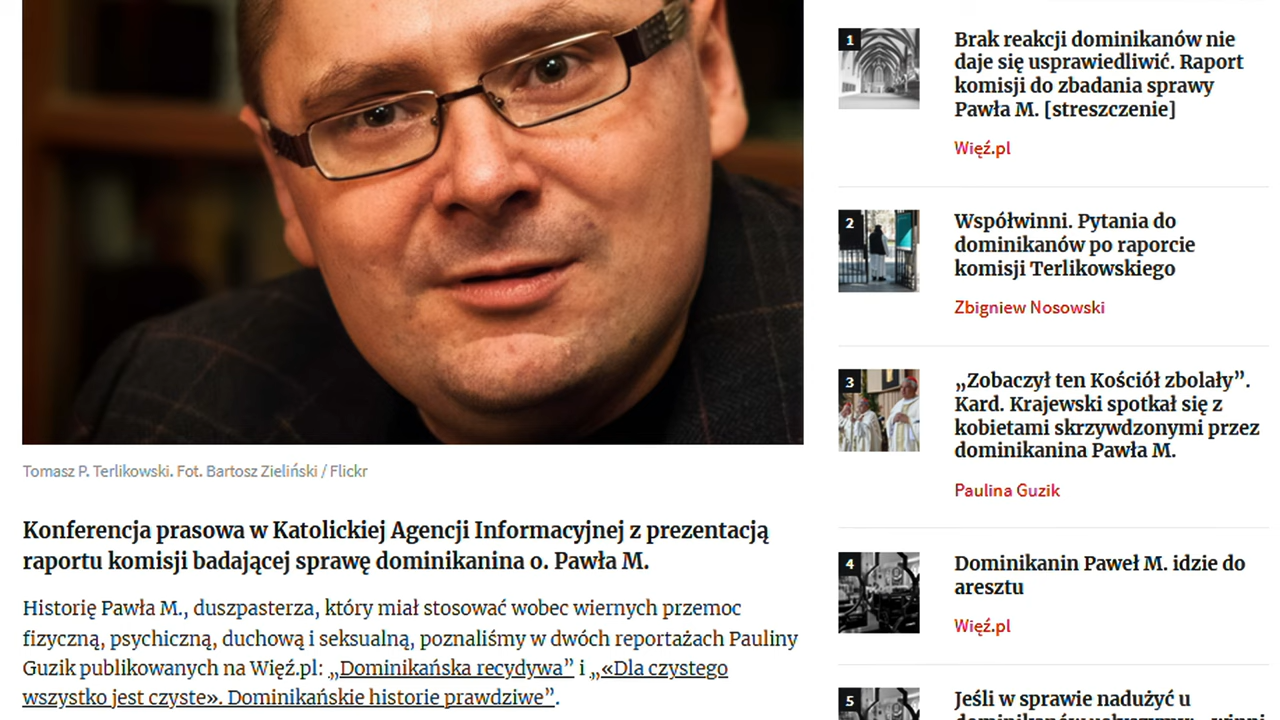 Tomasz P. Terlikowski. Fot. Bartosz Zieliński / Flickr
Konferencja prasowa w Katolickiej Agencji Informacyjnej z prezentacją
raportu komisji badającej sprawę dominikanina o. Pawła M.
Historię Pawła M., duszpasterza, który miał stosować wobec wiernych przemoc
fizyczną, psychiczną, duchową i seksualną, poznaliśmy w dwóch reportażach Pauliny
Guzik publikowanych na Więź.pl: „Dominikańska recydywa” i „«Dla czystego
wszystko jest czyste». Dominikańskie historie prawdziwe”.
1
Brak reakcji dominikanów nie
daje się usprawiedliwić. Raport
komisji do zbadania sprawy
Pawła M. [streszczenie]
Więź.pl
2
Współwinni. Pytania do
dominikanów po raporcie
komisji Terlikowskiego
Zbigniew Nosowski
3
„Zobaczył ten Kościół zbolały”.
Kard. Krajewski spotkał się z
kobietami skrzywdzonymi przez
dominikanina Pawła M.
Paulina Guzik
4
Dominikanin Paweł M. idzie do
aresztu
Więź.pl
5
Jeśli w sprawie nadużyć u